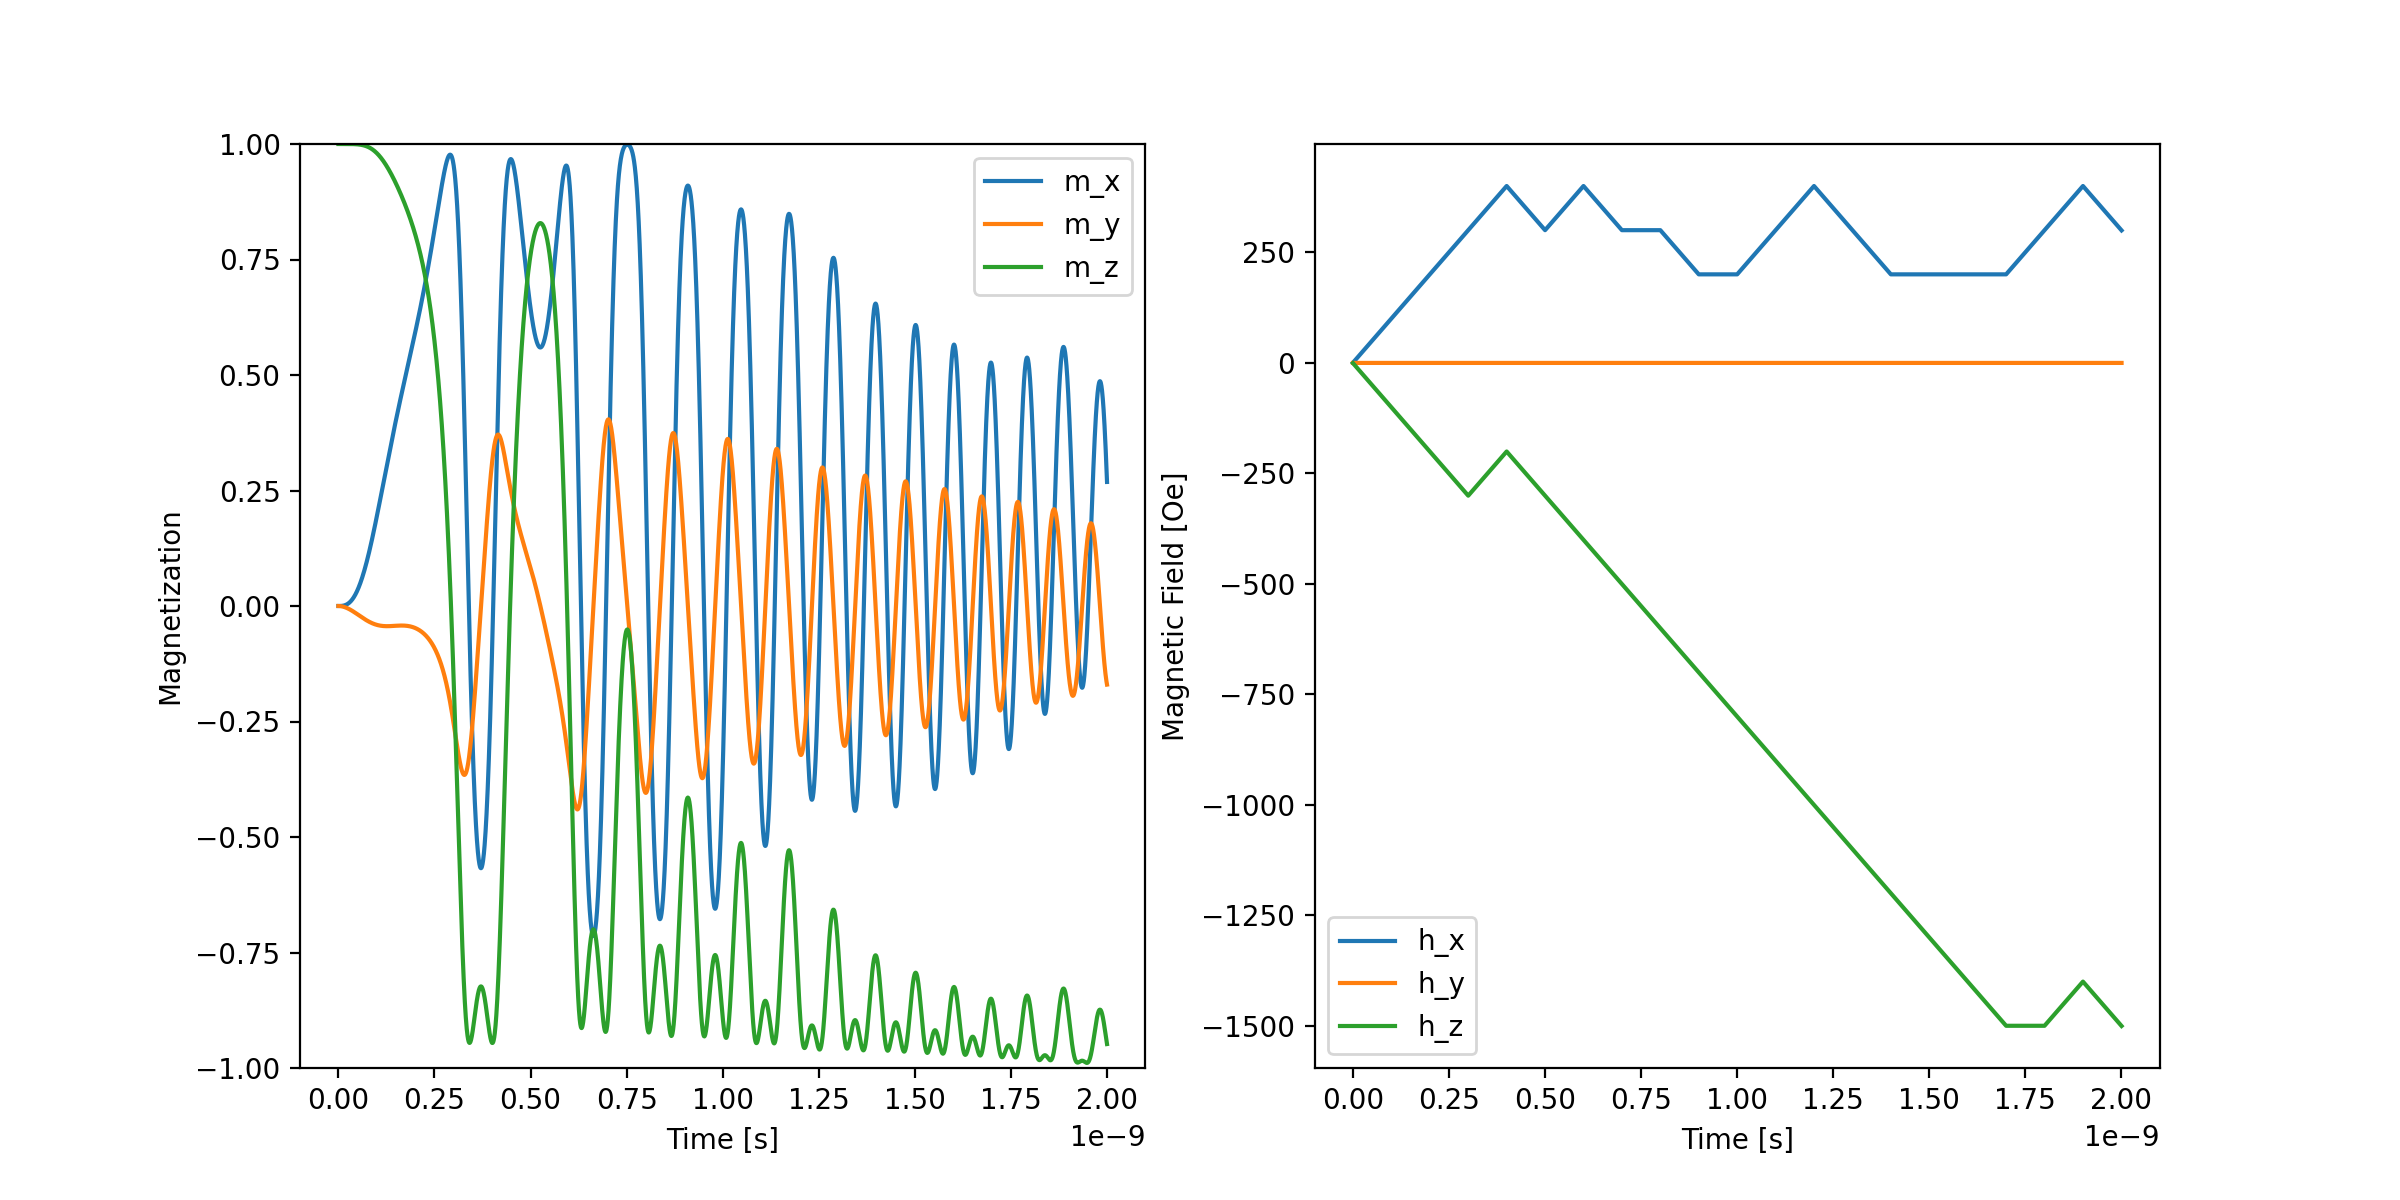 1.00
0.75
0.50
0.25
0.00
−0.25
−0.50
−0.75
−1.00
Magnetization
m_x
m_y
m_z
0.00 0.25 0.50 0.75 1.00 1.25 1.50 1.75 2.00
Time [s]
1e−9
250
0
−250
−500
−750
−1000
−1250
−1500
Magnetic Field [Oe]
h_x
h_y
h_z
0.00 0.25 0.50 0.75 1.00 1.25 1.50 1.75 2.00
Time [s]
1e−9